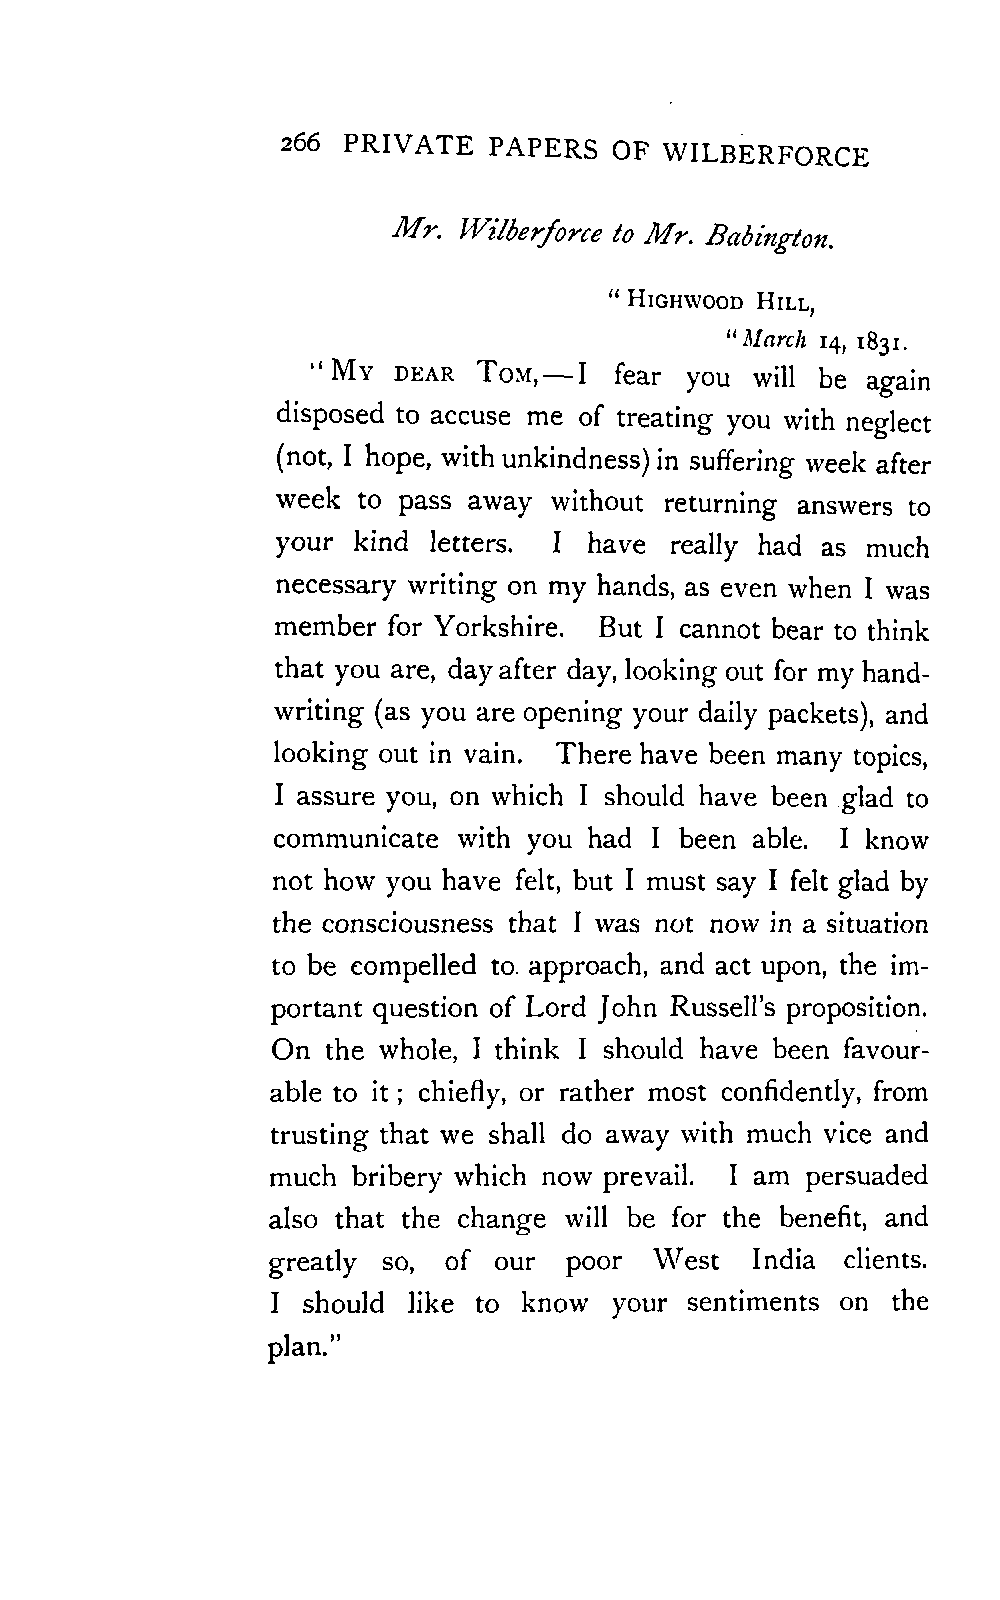 266 PRIVATE PAPERS OF WILBERFORCE
Mr. Wilberforce to Mr. Babington.
"HIGHWOOD HILL,
"March 14, 1831.
"MY DEAR TOM,—I fear you will be again
disposed to accuse me of treating you with neglect
(not, I hope, with unkindness) in suffering week after
week to pass away without returning answers to
your kind letters. I have really had as much
necessary writing on my hands, as even when I was
member for Yorkshire. But I cannot bear to think
that you are, day after day, looking out for my hand-
writing (as you are opening your daily packets), and
looking out in vain. There have been many topics,
I assure you, on which I should have been glad to
communicate with you had I been able. I know
not how you have felt, but I must say I felt glad by
the consciousness that I was not now in a situation
to be compelled to approach, and act upon, the im-
portant question of Lord John Russell's proposition.
On the whole, I think I should have been favour-
able to it; chiefly, or rather most confidently, from
trusting that we shall do away with much vice and
much bribery which now prevail. I am persuaded
also that the change will be for the benefit, and
greatly so, of our poor West India clients.
I should like to know your sentiments on the
plan."